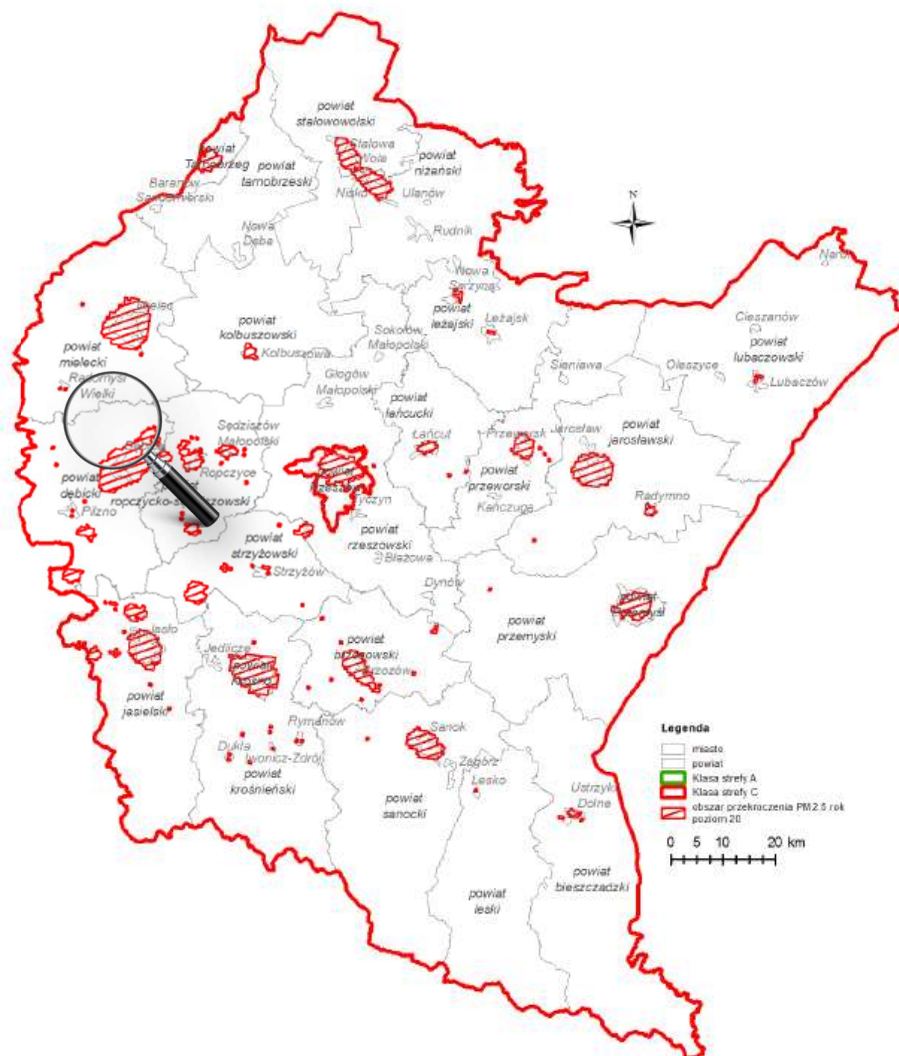 powiat
stalowowolski
Stalowa
Wola
powiat
niżański
powiat
Tarnobrzeg
powiat
tarnobrzeski
Baranów
Sandomierski
Nisko
Ulanów
Rudnik
N
Nowa
Dęba
Nowa
Sarzyna
Narol
Mielec
powiat
leżajski
Leżajsk
Cieszanów
powiat
lubaczowski
powiat
kolbuszowski
Kolbuszowa
Sokołów
Małopolski
powiat
mielecki
Radomyśl
Wielki
Głogów
Małopolski
Sieniawa
Oleszyce
Lubaczów
powiat
łańcucki
Sędziszów
Małopolski
Łańcut
Przeworsk
Jarosław
powiat
jarosławski
Ropczyce
powiat
dębicki
Pilzno
powiat
przeworski
Kańczuga
Radymno
Tyczyn
powiat
rzeszowski
Błażowa
powiat
strzyżowski
Strzyżów
Dynów
powiat
przemyski
Jasło
Jedlicze
powiat
brzozowski
Brzozów
powiat
jasielski
Rymanów
Dukla
Iwonicz-Zdrój
powiat
krośnieński
Sanok
Zagórz
Lesko
powiat
sanocki
Ustrzyki
Dolne
powiat
bieszczadzki
powiat
leski
Legenda
miasto
powiat
Klasa strefy A
Klasa strefy C
obszar przekroczenia PM 2.5 rok
poziom 20
0 5 10 20 km